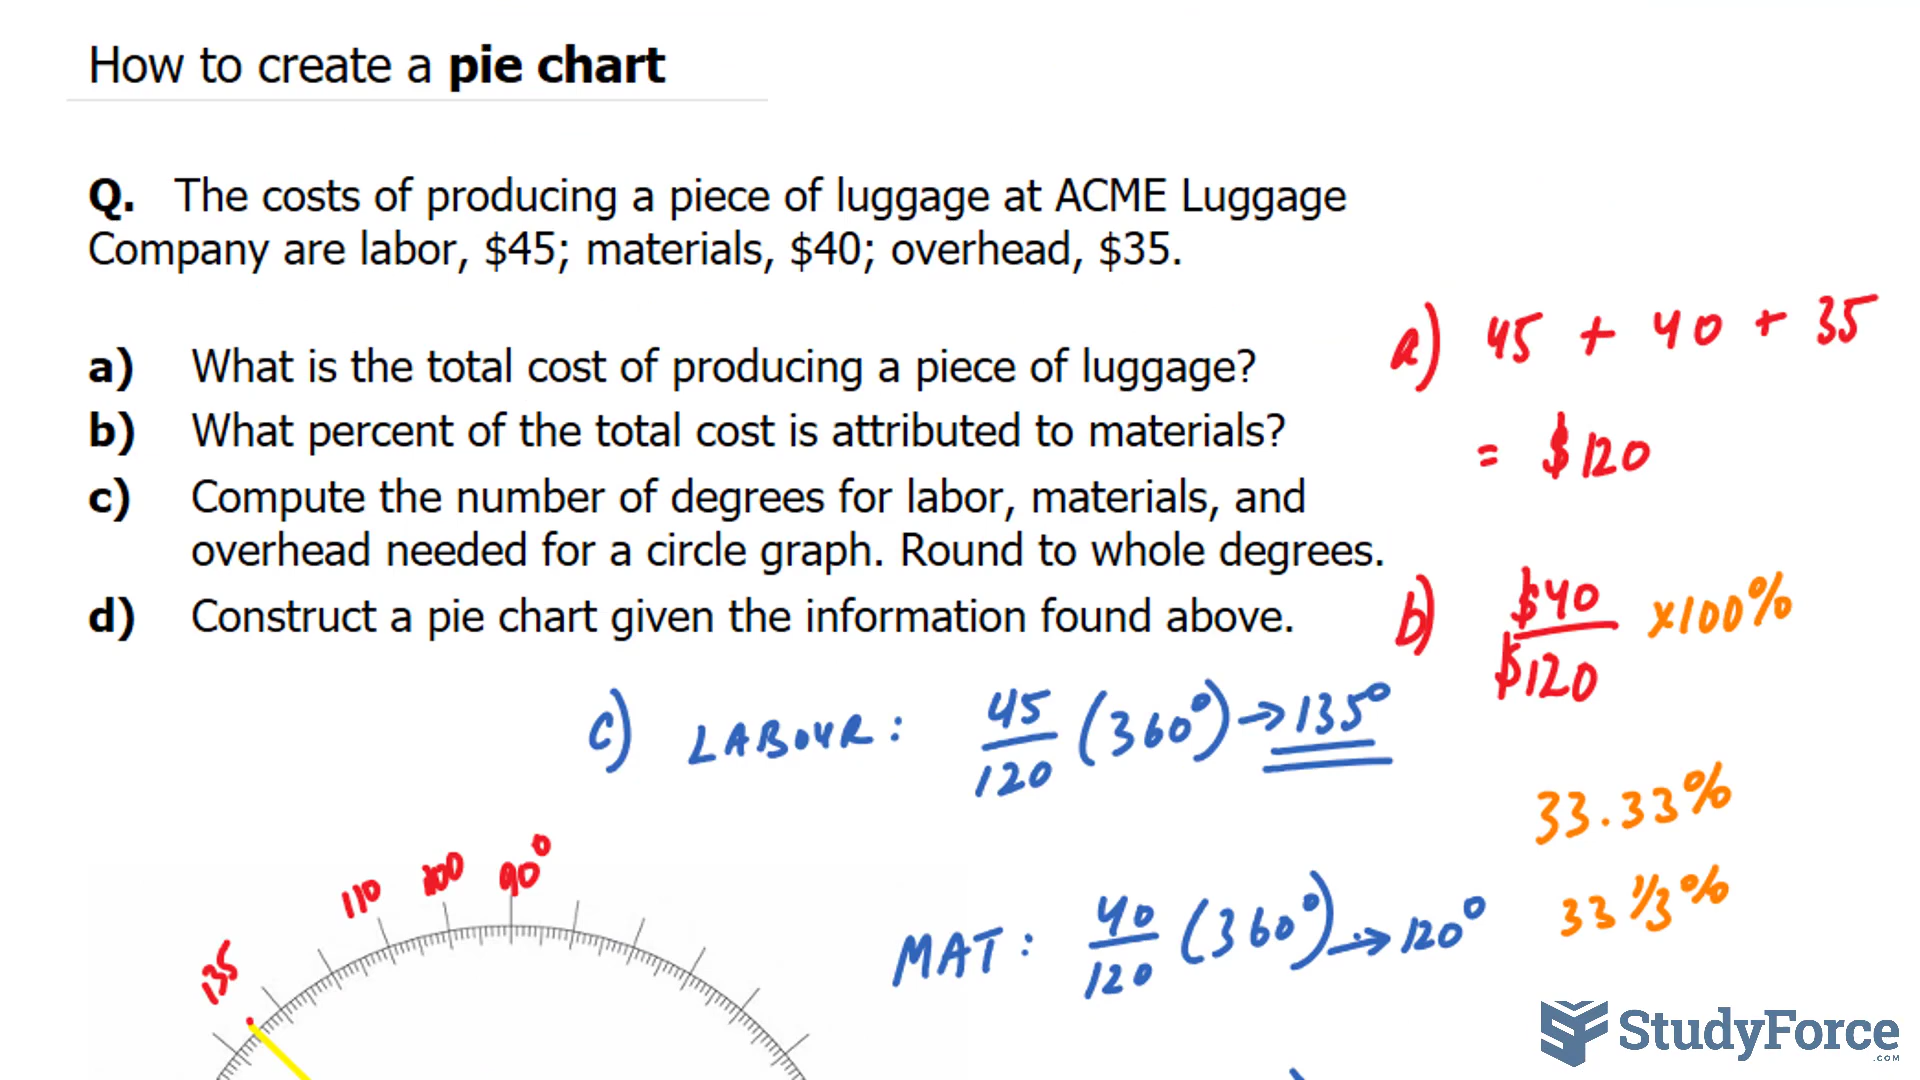 How to create a pie chart
Q. The costs of producing a piece of luggage at ACME Luggage
Company are labor, $45; materials, $40; overhead, $35.
a) What is the total cost of producing a piece of luggage?
b) What percent of the total cost is attributed to materials?
c) Compute the number of degrees for labor, materials, and
overhead needed for a circle graph. Round to whole degrees.
d) Construct a pie chart given the information found above.
a) 45 + 40 + 35
= $120
b) $40
$120
×100%
33.33%
33 1/3%
c) LABOUR: 45
120
(360°) → 135°
MAT: 40
120
(360°) → 120°
135
110
100
90°
StudyForce
.COM